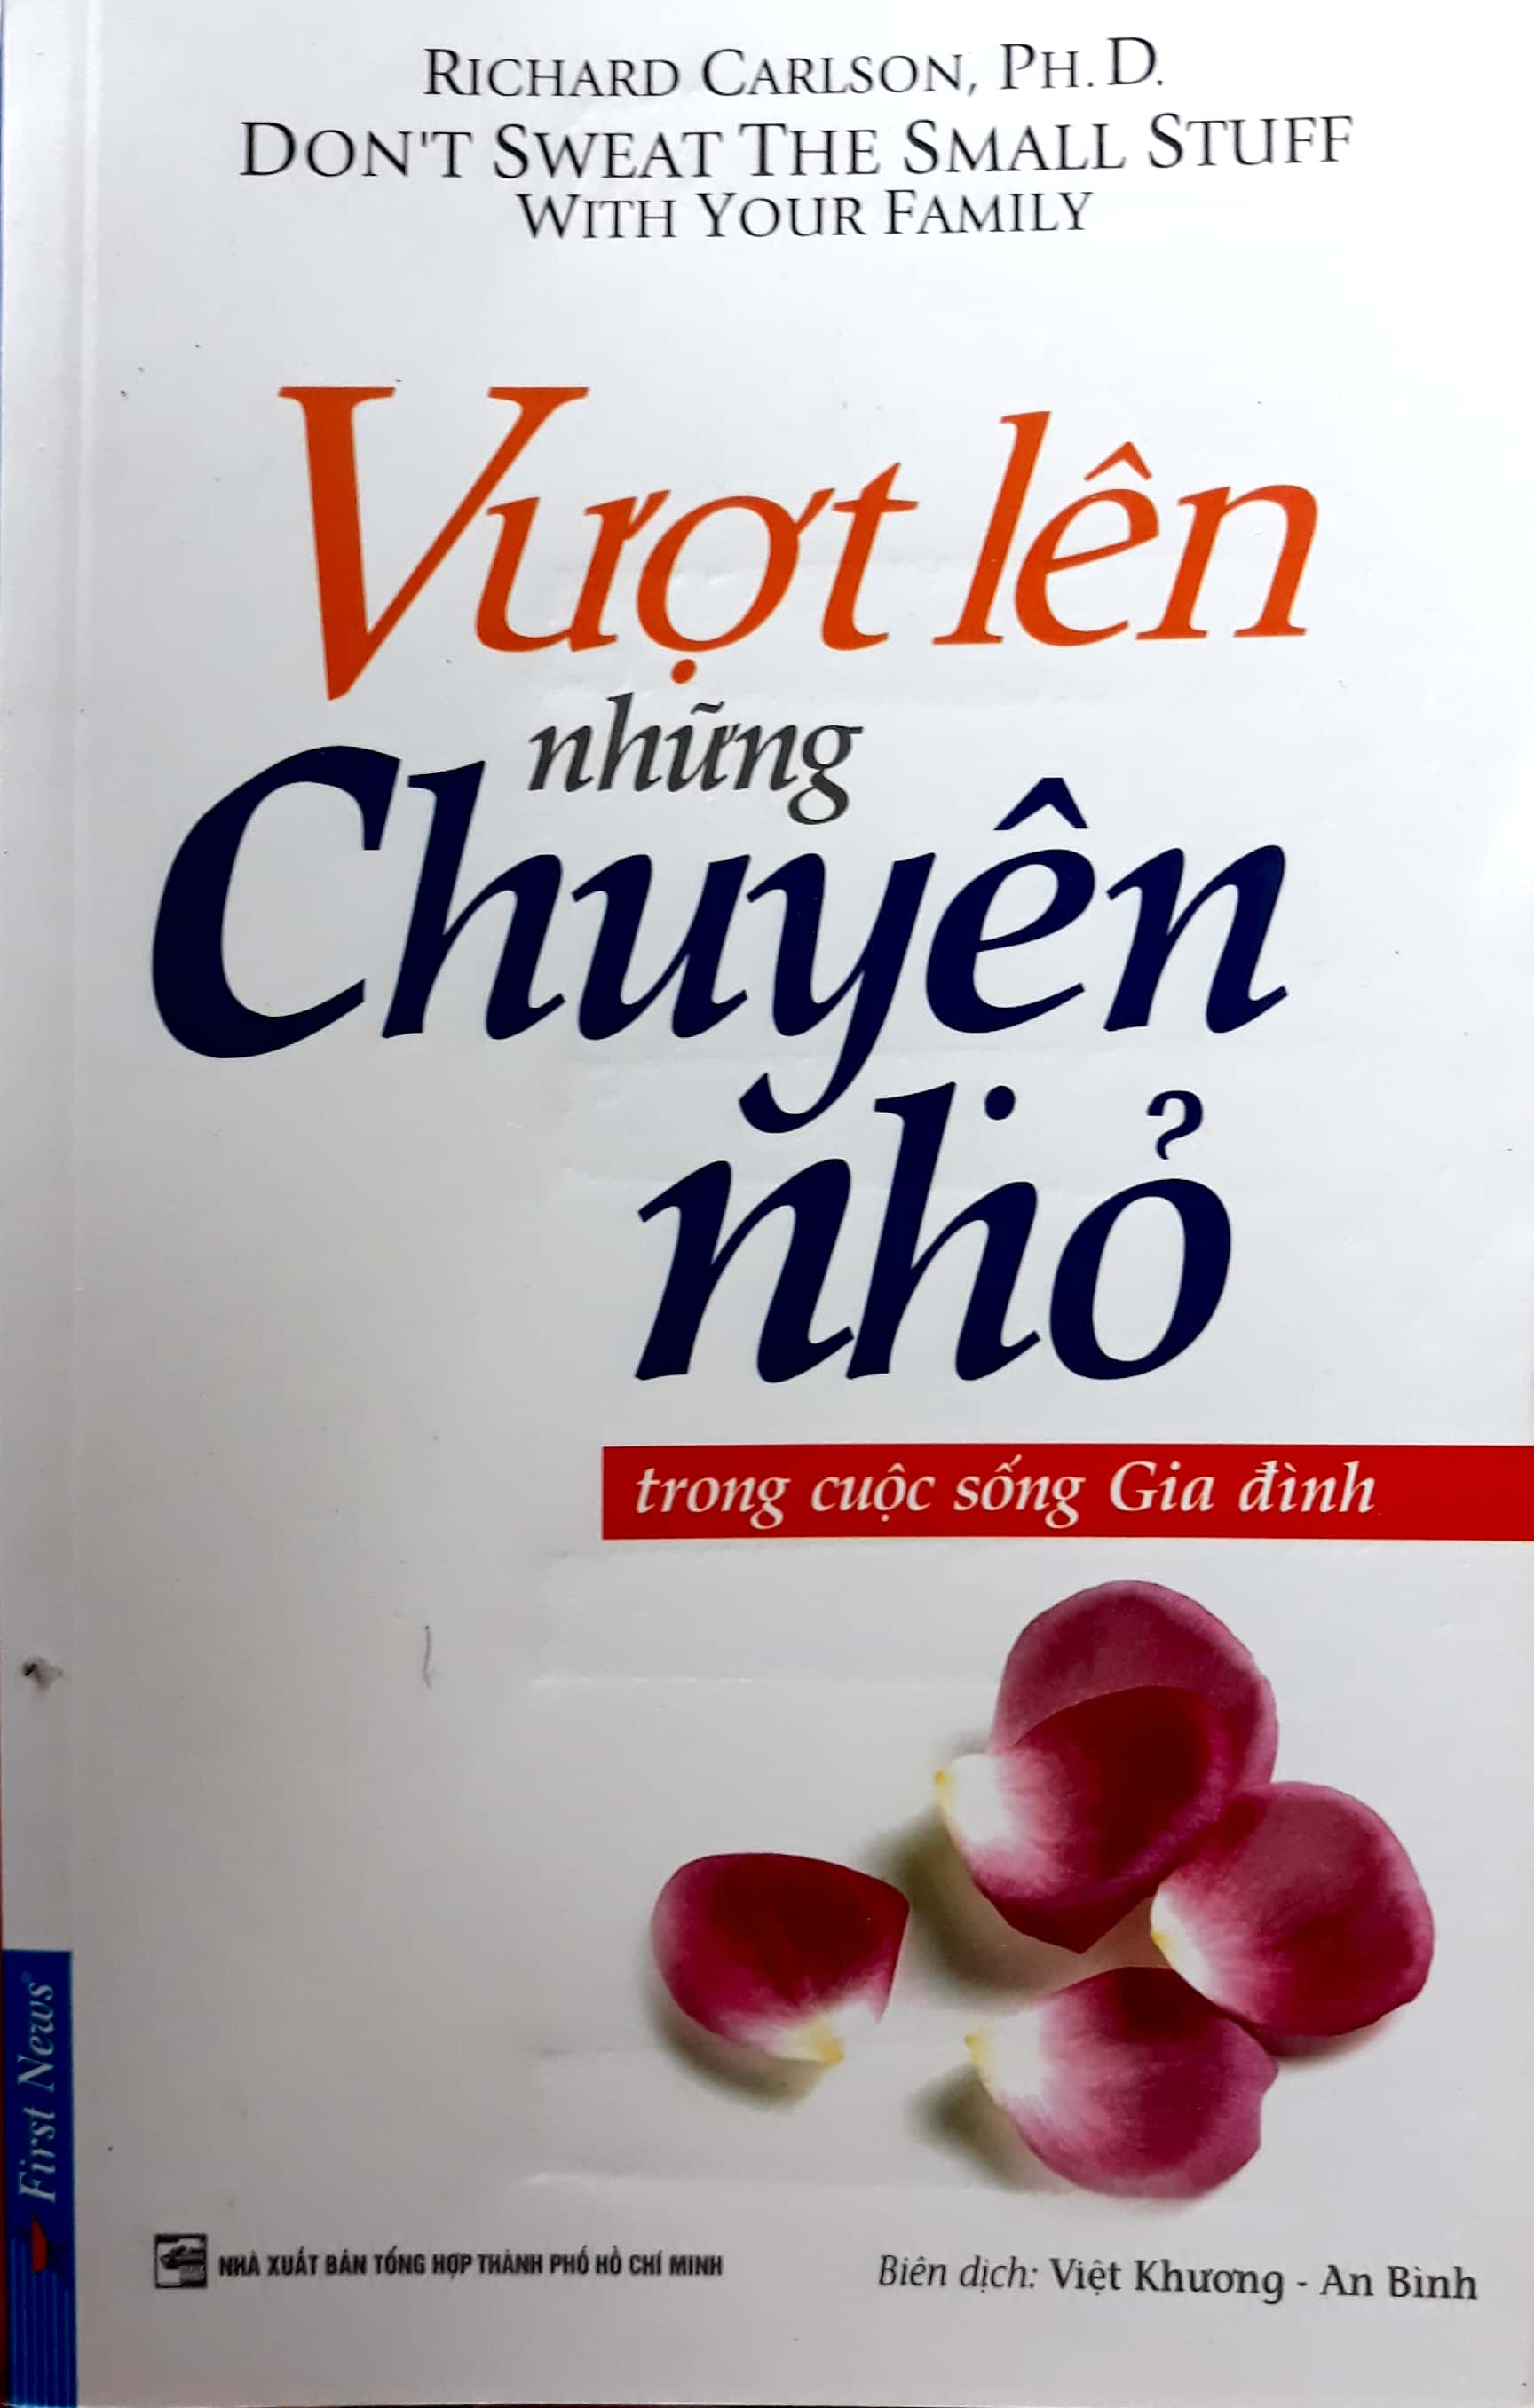 RICHARD CARLSON, PH.D.
DON'T SWEAT THE SMALL STUFF
WITH YOUR FAMILY
Vượt lên
những
Chuyện
nhỏ
trong cuộc sống Gia đình
First News
NHÀ XUẤT BẢN TỔNG HỢP THÀNH PHỐ HỒ CHÍ MINH
Biên dịch: Việt Khương - An Bình